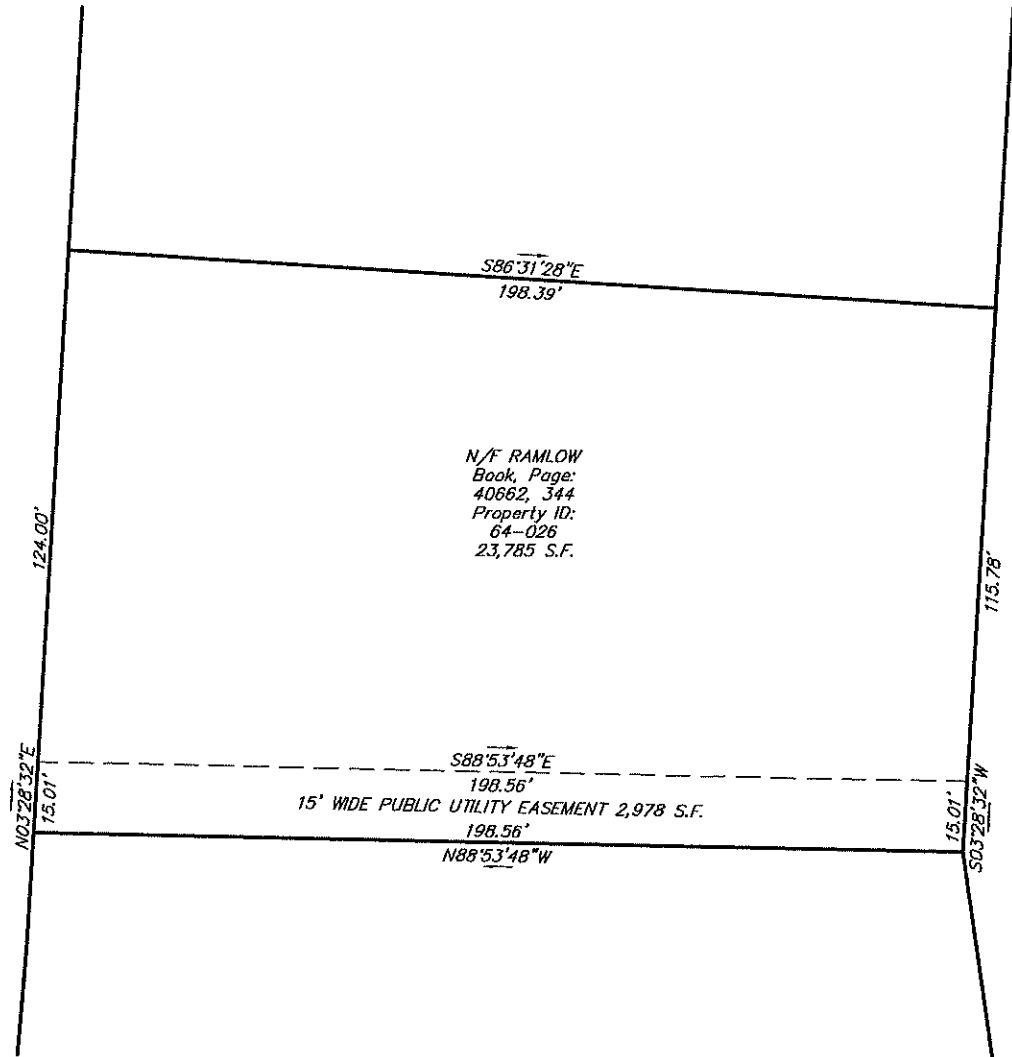 S86°31'28"E
198.39'
N/F RAMLOW
Book, Page:
40662, 344
Property ID:
64-026
23,785 S.F.
124.00'
115.78'
S88°53'48"E
198.56'
15' WIDE PUBLIC UTILITY EASEMENT 2,978 S.F.
198.56'
N88°53'48"W
N03°28'32"E
15.01'
15.01'
S03°28'32"W